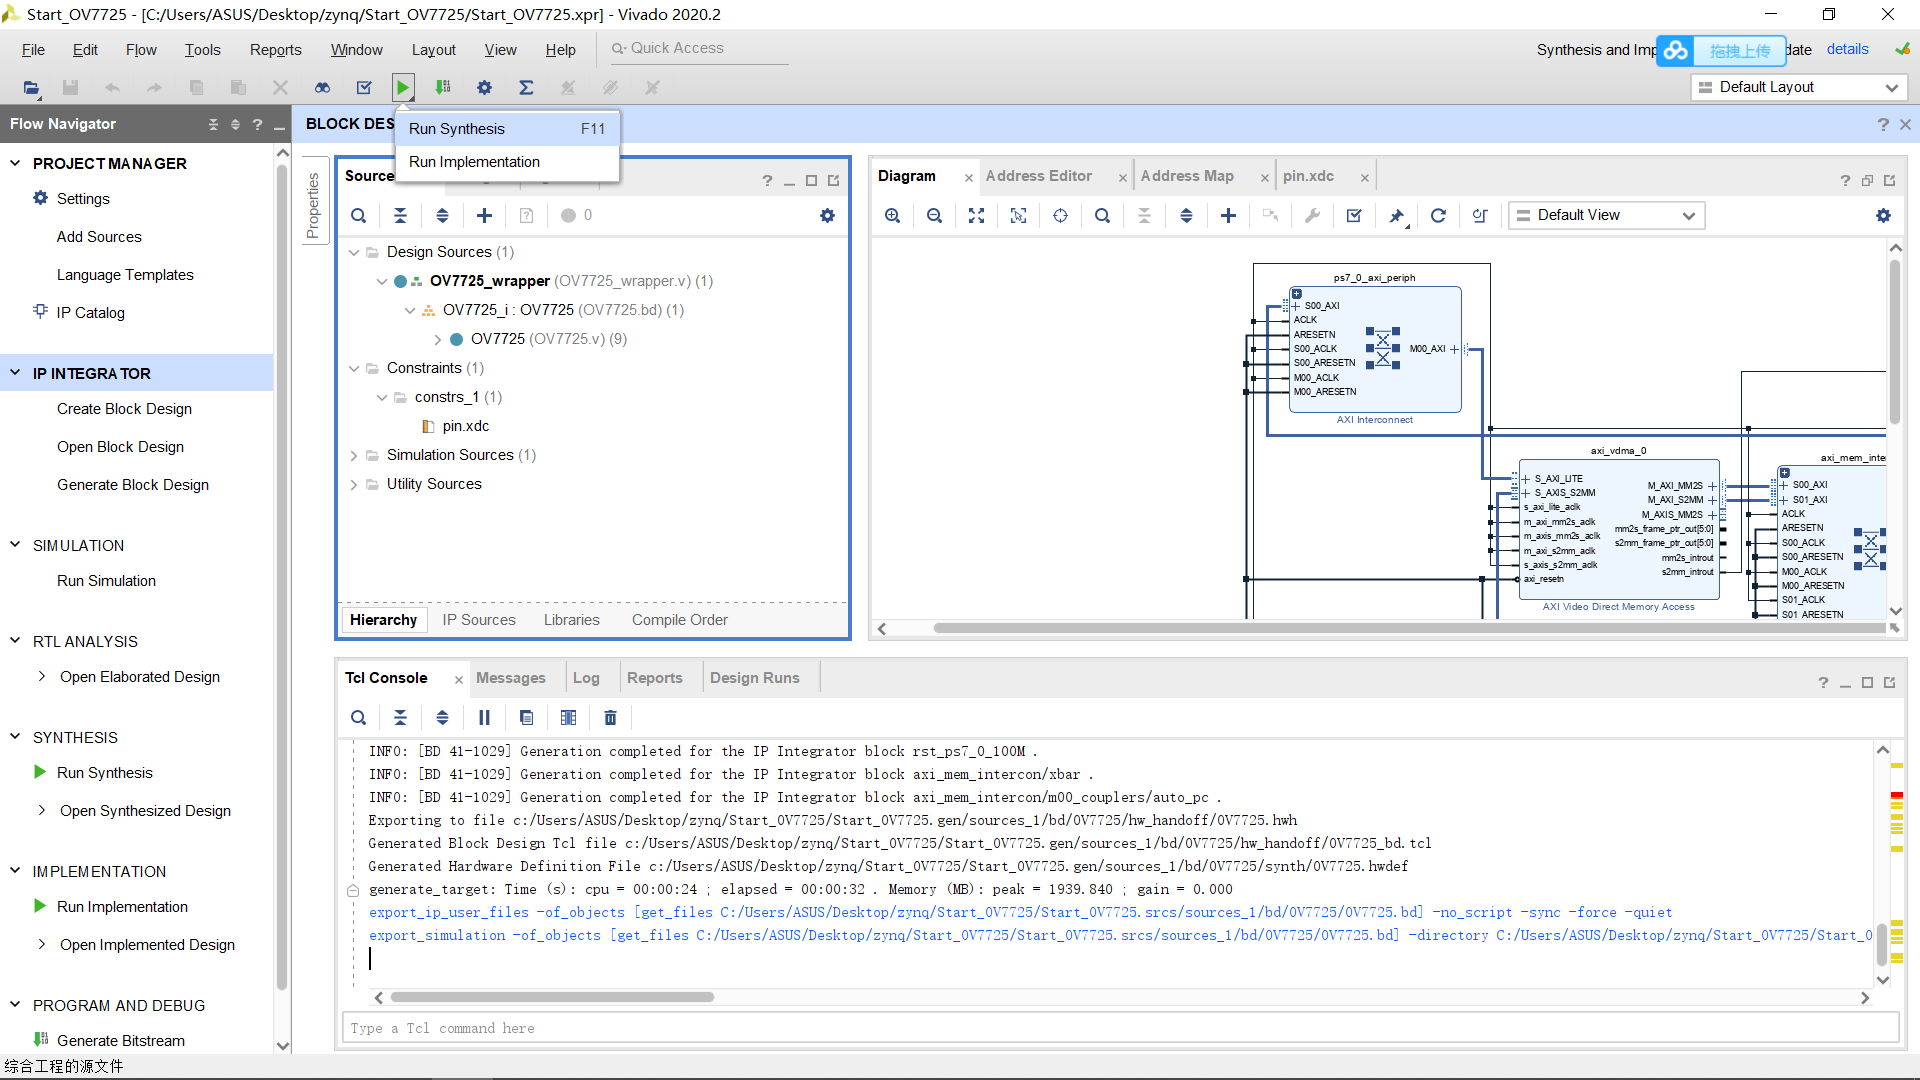 Start_OV7725 - [C:/Users/ASUS/Desktop/zynq/Start_OV7725/Start_OV7725.xpr] - Vivado 2020.2
File Edit Flow Tools Reports Window Layout View Help Quick Access
Synthesis and Imp 拖拽上传 date details
Default Layout
Flow Navigator
BLOCK DES
Run Synthesis F11
Run Implementation
PROJECT MANAGER
Settings
Add Sources
Language Templates
IP Catalog
IP INTEGRATOR
Create Block Design
Open Block Design
Generate Block Design
SIMULATION
Run Simulation
RTL ANALYSIS
Open Elaborated Design
SYNTHESIS
Run Synthesis
Open Synthesized Design
IMPLEMENTATION
Run Implementation
Open Implemented Design
PROGRAM AND DEBUG
Generate Bitstream
综合工程的源文件
Properties
Source
0
Design Sources (1)
OV7725_wrapper (OV7725_wrapper.v) (1)
OV7725_i : OV7725 (OV7725.bd) (1)
OV7725 (OV7725.v) (9)
Constraints (1)
constrs_1 (1)
pin.xdc
Simulation Sources (1)
Utility Sources
Hierarchy IP Sources Libraries Compile Order
Diagram Address Editor Address Map pin.xdc
Default View
ps7_0_axi_periph
S00_AXI
ACLK
ARESETN
S00_ACLK
S00_ARESETN
M00_ACLK
M00_ARESETN
M00_AXI
AXI Interconnect
axi_vdma_0
S_AXI_LITE
S_AXIS_S2MM
s_axi_lite_aclk
m_axi_mm2s_aclk
m_axis_mm2s_aclk
m_axi_s2mm_aclk
s_axis_s2mm_aclk
axi_resetn
M_AXI_MM2S
M_AXI_S2MM
M_AXIS_MM2S
mm2s_frame_ptr_out[5:0]
s2mm_frame_ptr_out[5:0]
mm2s_introut
s2mm_introut
AXI Video Direct Memory Access
axi_mem_inte
S00_AXI
S01_AXI
ACLK
ARESETN
S00_ACLK
S00_ARESETN
M00_ACLK
M00_ARESETN
S01_ACLK
S01_ARESETN
Tcl Console Messages Log Reports Design Runs
INFO: [BD 41-1029] Generation completed for the IP Integrator block rst_ps7_0_100M .
INFO: [BD 41-1029] Generation completed for the IP Integrator block axi_mem_intercon/xbar .
INFO: [BD 41-1029] Generation completed for the IP Integrator block axi_mem_intercon/m00_couplers/auto_pc .
Exporting to file c:/Users/ASUS/Desktop/zynq/Start_OV7725/Start_OV7725.gen/sources_1/bd/OV7725/hw_handoff/OV7725.hwh
Generated Block Design Tcl file c:/Users/ASUS/Desktop/zynq/Start_OV7725/Start_OV7725.gen/sources_1/bd/OV7725/hw_handoff/OV7725_bd.tcl
Generated Hardware Definition File c:/Users/ASUS/Desktop/zynq/Start_OV7725/Start_OV7725.gen/sources_1/bd/OV7725/synth/OV7725.hwdef
generate_target: Time (s): cpu = 00:00:24 ; elapsed = 00:00:32 . Memory (MB): peak = 1939.840 ; gain = 0.000
export_ip_user_files -of_objects [get_files C:/Users/ASUS/Desktop/zynq/Start_OV7725/Start_OV7725.srcs/sources_1/bd/OV7725/OV7725.bd] -no_script -sync -force -quiet
export_simulation -of_objects [get_files C:/Users/ASUS/Desktop/zynq/Start_OV7725/Start_OV7725.srcs/sources_1/bd/OV7725/OV7725.bd] -directory C:/Users/ASUS/Desktop/zynq/Start_OV7725/Start_O
Type a Tcl command here